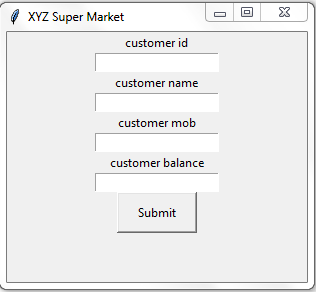 XYZ Super Market
customer id
customer name
customer mob
customer balance
Submit